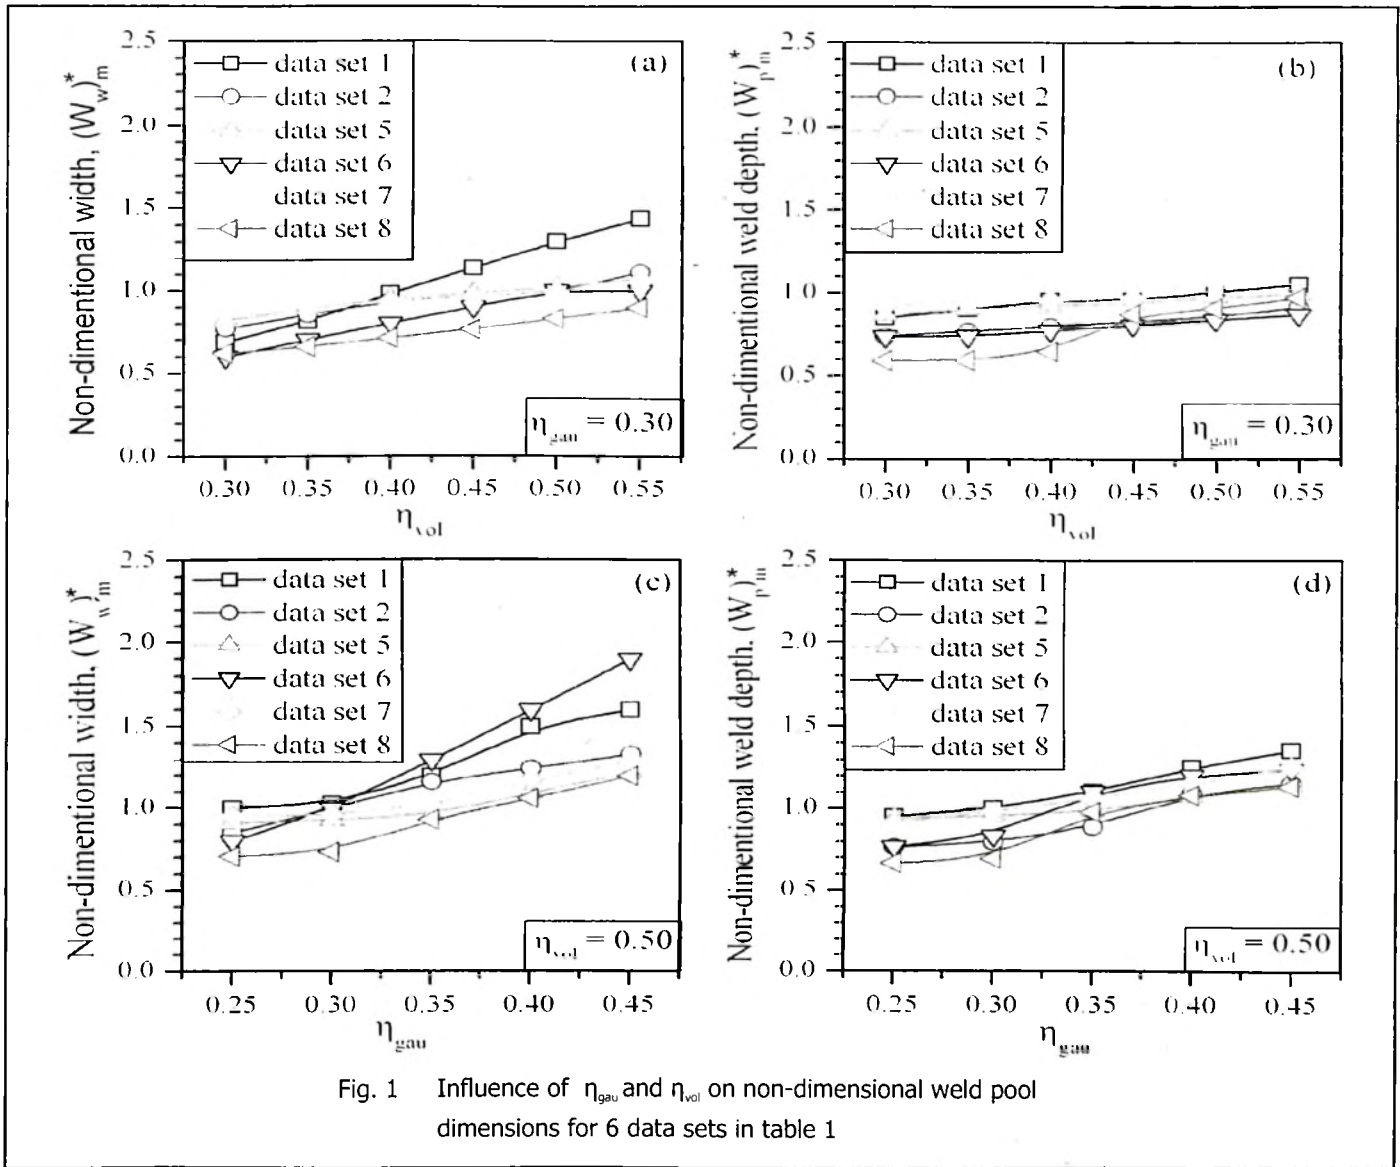 2.5
2.0
1.5
1.0
0.5
0.0
Non-dimentional width, (W_w)*_m
data set 1
data set 2
data set 5
data set 6
data set 7
data set 8
(a)
η_gau = 0.30
0.30 0.35 0.40 0.45 0.50 0.55
η_vol
2.5
2.0
1.5
1.0
0.5
0.0
Non-dimentional weld depth, (W_p)*_m
data set 1
data set 2
data set 5
data set 6
data set 7
data set 8
(b)
η_gau = 0.30
0.30 0.35 0.40 0.45 0.50 0.55
η_vol
2.5
2.0
1.5
1.0
0.5
0.0
Non-dimentional width, (W_w)*_m
data set 1
data set 2
data set 5
data set 6
data set 7
data set 8
(c)
η_vol = 0.50
0.25 0.30 0.35 0.40 0.45
η_gau
2.5
2.0
1.5
1.0
0.5
0.0
Non-dimentional weld depth, (W_p)*_m
data set 1
data set 2
data set 5
data set 6
data set 7
data set 8
(d)
η_vol = 0.50
0.25 0.30 0.35 0.40 0.45
η_gau
Fig. 1 Influence of η_gau and η_vol on non-dimensional weld pool
dimensions for 6 data sets in table 1